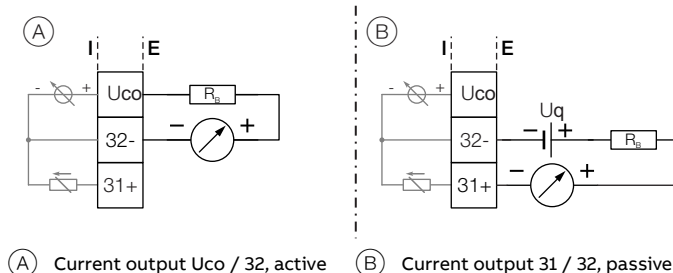 A
I E
- +
Uco
R_B
32-
- +
31+
B
I E
- +
Uco
Uq
- +
32-
R_B
- +
31+
A Current output Uco / 32, active
B Current output 31 / 32, passive